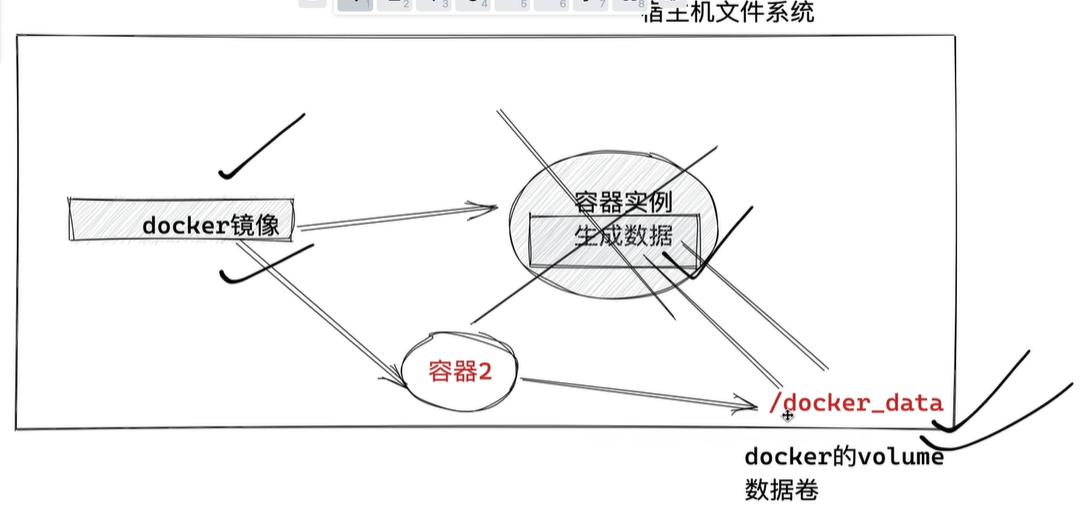 宿主机文件系统
容器实例
docker镜像
生成数据
容器2
/docker_data
docker的volume
数据卷